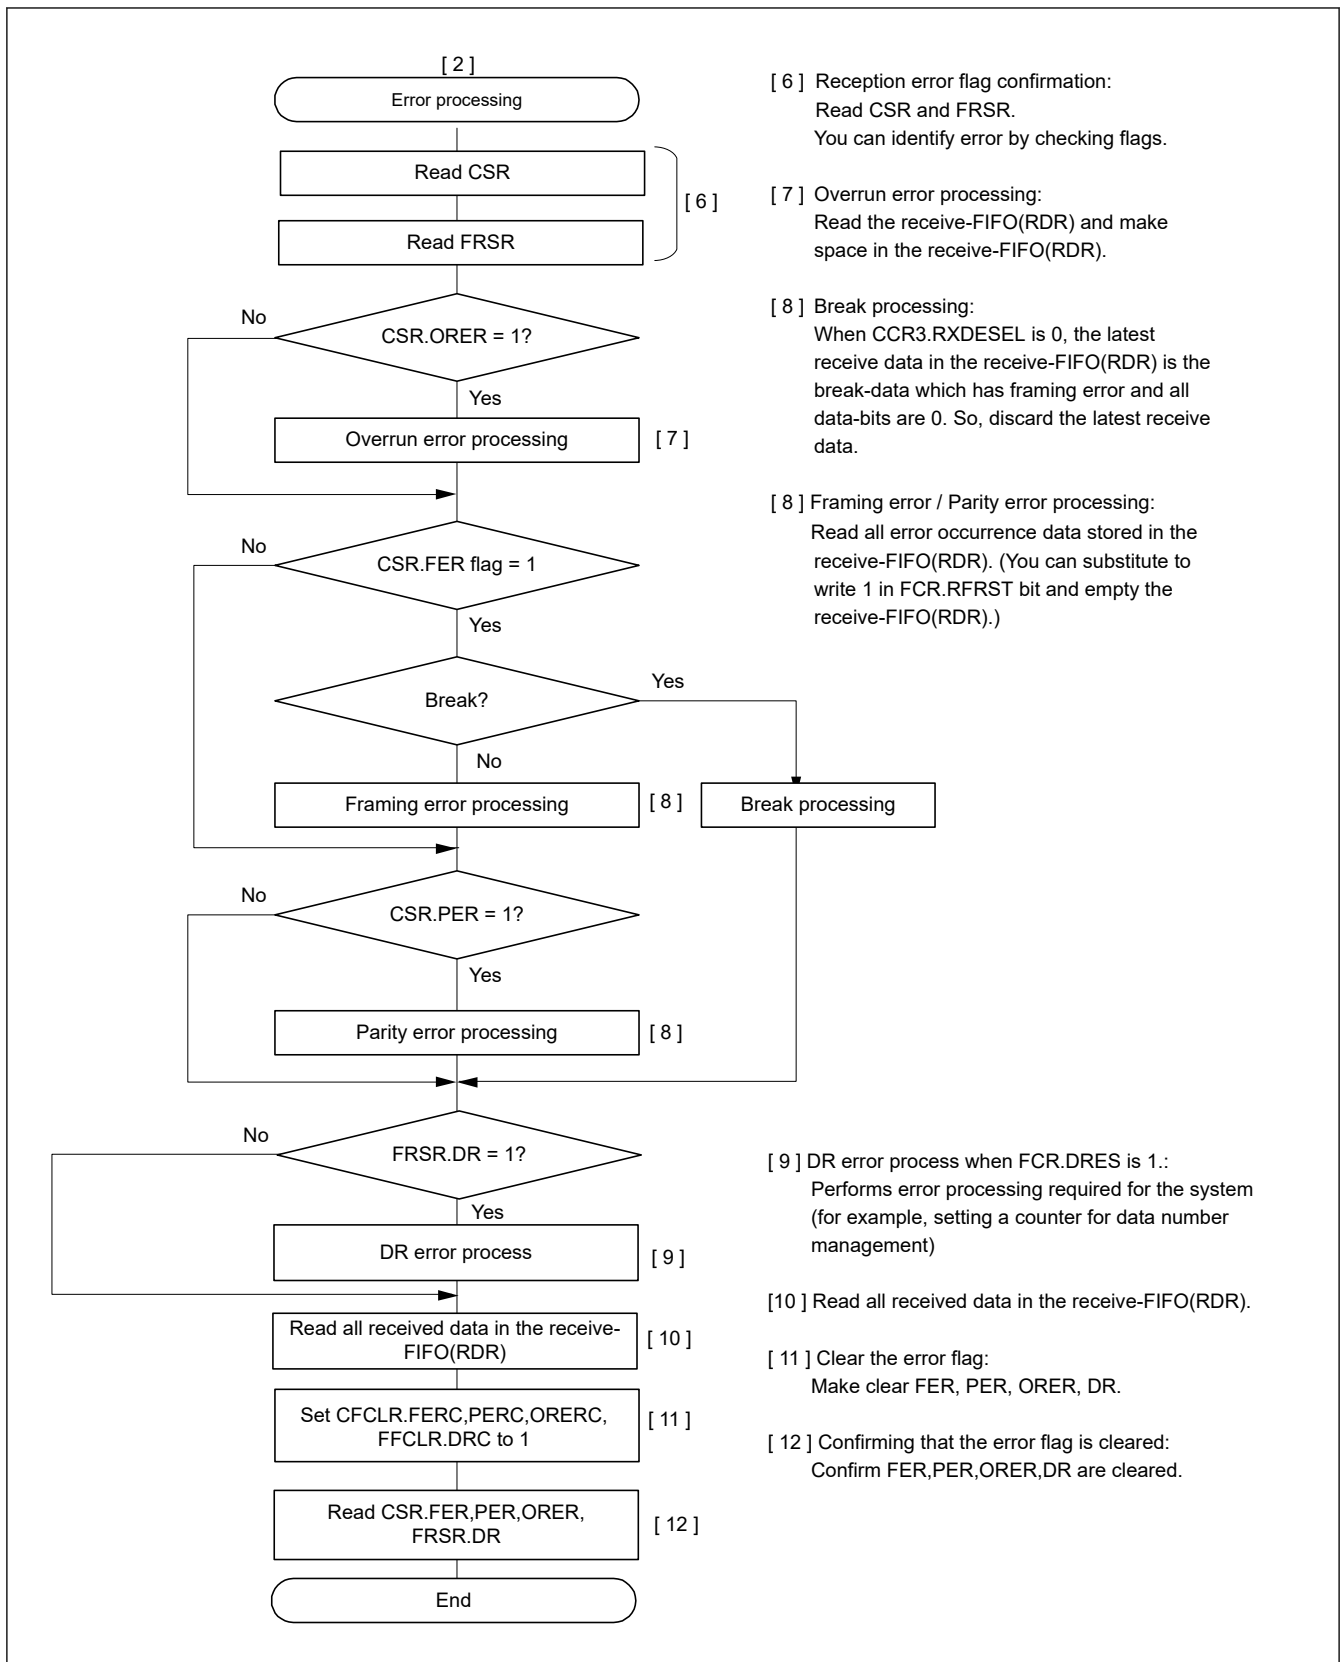 [ 2 ]
Error processing
Read CSR
[ 6 ]
Read FRSR
No
CSR.ORER = 1?
Yes
Overrun error processing
[ 7 ]
No
CSR.FER flag = 1
Yes
Break?
Yes
No
Framing error processing
[ 8 ]
Break processing
No
CSR.PER = 1?
Yes
Parity error processing
[ 8 ]
No
FRSR.DR = 1?
Yes
DR error process
[ 9 ]
Read all received data in the receive-
FIFO(RDR)
[ 10 ]
Set CFCLR.FERC,PERC,ORERC,
FFCLR.DRC to 1
[ 11 ]
Read CSR.FER,PER,ORER,
FRSR.DR
[ 12 ]
End
[ 6 ] Reception error flag confirmation:
Read CSR and FRSR.
You can identify error by checking flags.
[ 7 ] Overrun error processing:
Read the receive-FIFO(RDR) and make
space in the receive-FIFO(RDR).
[ 8 ] Break processing:
When CCR3.RXDESEL is 0, the latest
receive data in the receive-FIFO(RDR) is the
break-data which has framing error and all
data-bits are 0. So, discard the latest receive
data.
[ 8 ] Framing error / Parity error processing:
Read all error occurrence data stored in the
receive-FIFO(RDR). (You can substitute to
write 1 in FCR.RFRST bit and empty the
receive-FIFO(RDR).)
[ 9 ] DR error process when FCR.DRES is 1.:
Performs error processing required for the system
(for example, setting a counter for data number
management)
[10 ] Read all received data in the receive-FIFO(RDR).
[ 11 ] Clear the error flag:
Make clear FER, PER, ORER, DR.
[ 12 ] Confirming that the error flag is cleared:
Confirm FER,PER,ORER,DR are cleared.